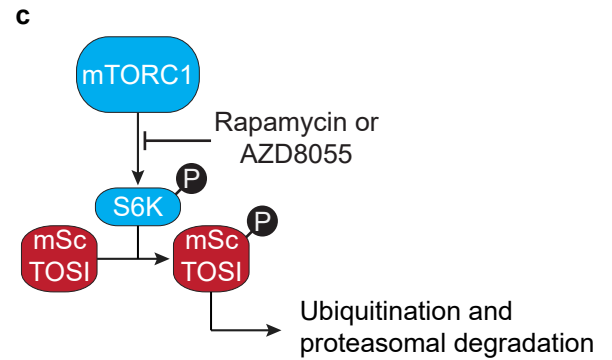 c
mTORC1
Rapamycin or
AZD8055
P
S6K
P
mSc
TOSI
mSc
TOSI
Ubiquitination and
proteasomal degradation